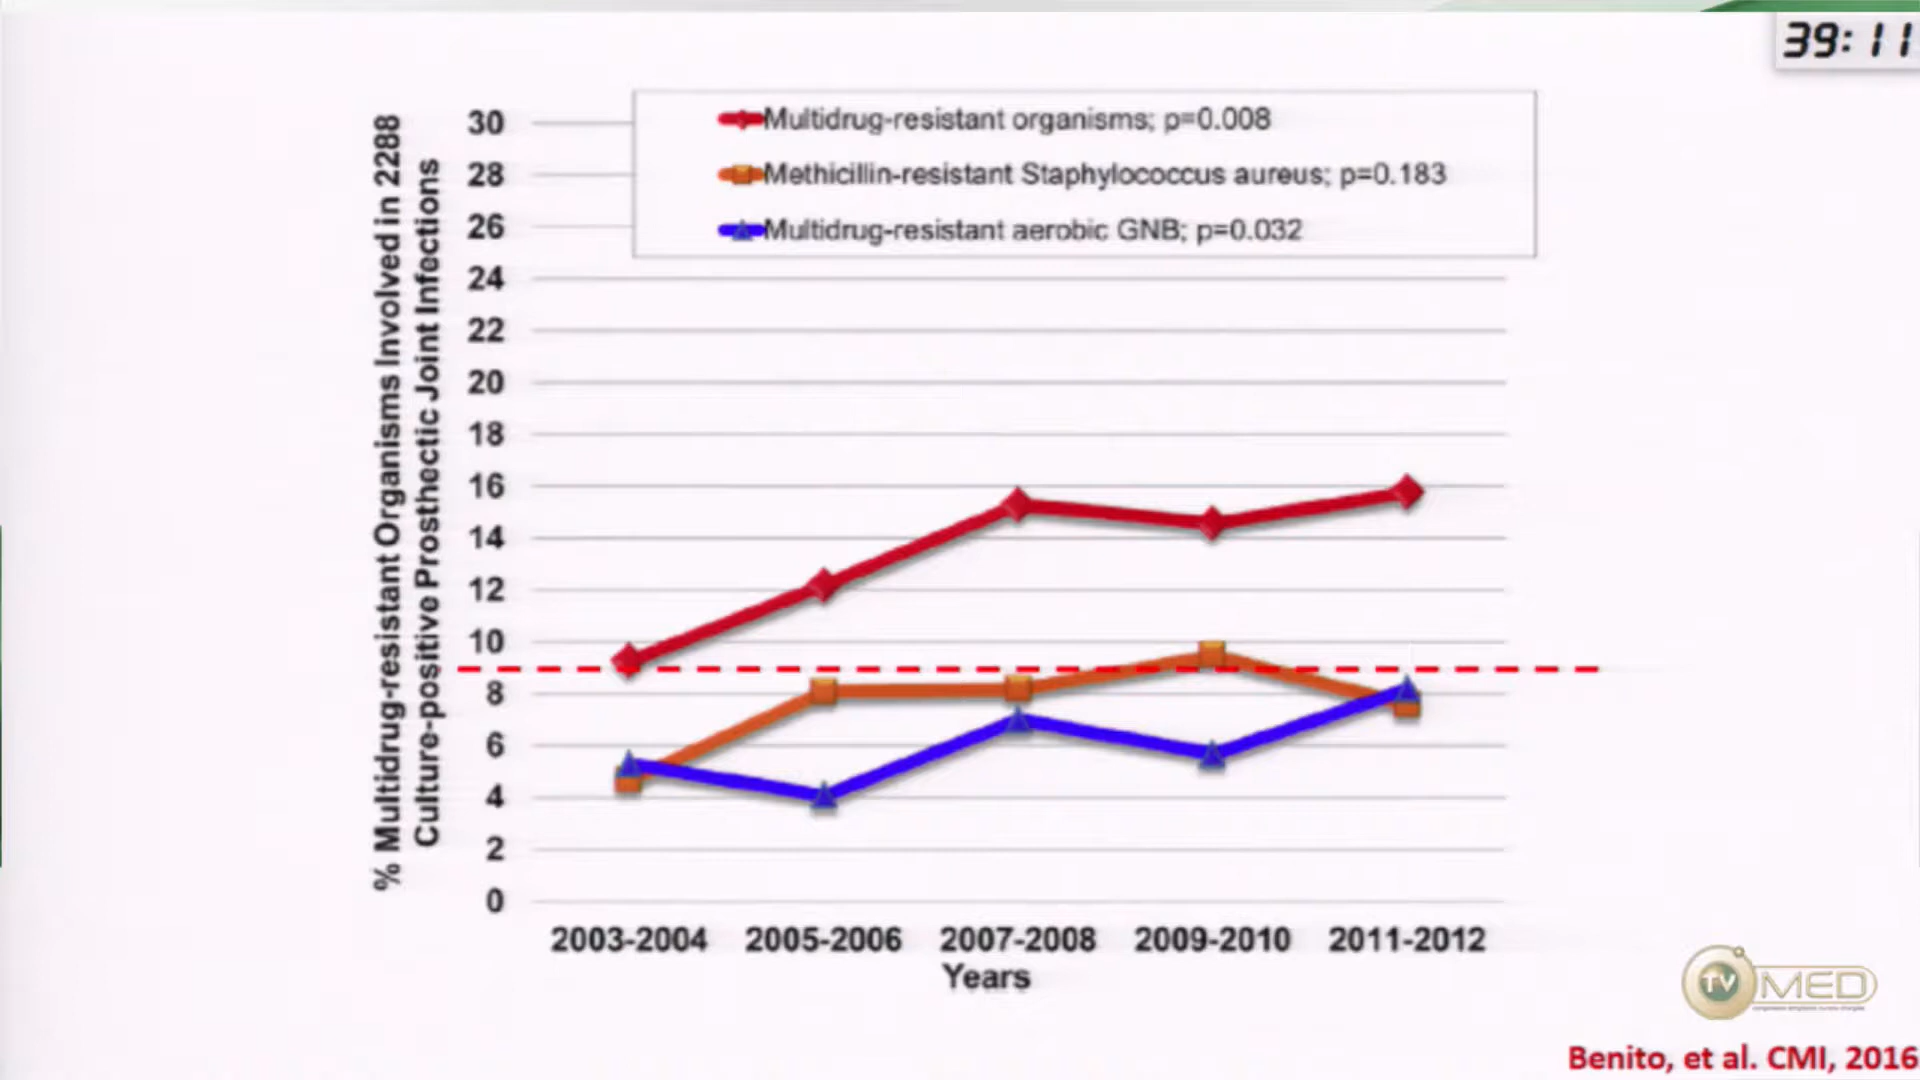 39:11
% Multidrug-resistant Organisms Involved in 2288
Culture-positive Prosthectic Joint Infections
Multidrug-resistant organisms; p=0.008
Methicillin-resistant Staphylococcus aureus; p=0.183
Multidrug-resistant aerobic GNB; p=0.032
30
28
26
24
22
20
18
16
14
12
10
8
6
4
2
0
2003-2004 2005-2006 2007-2008 2009-2010 2011-2012
Years
TV MED
Benito, et al. CMI, 2016